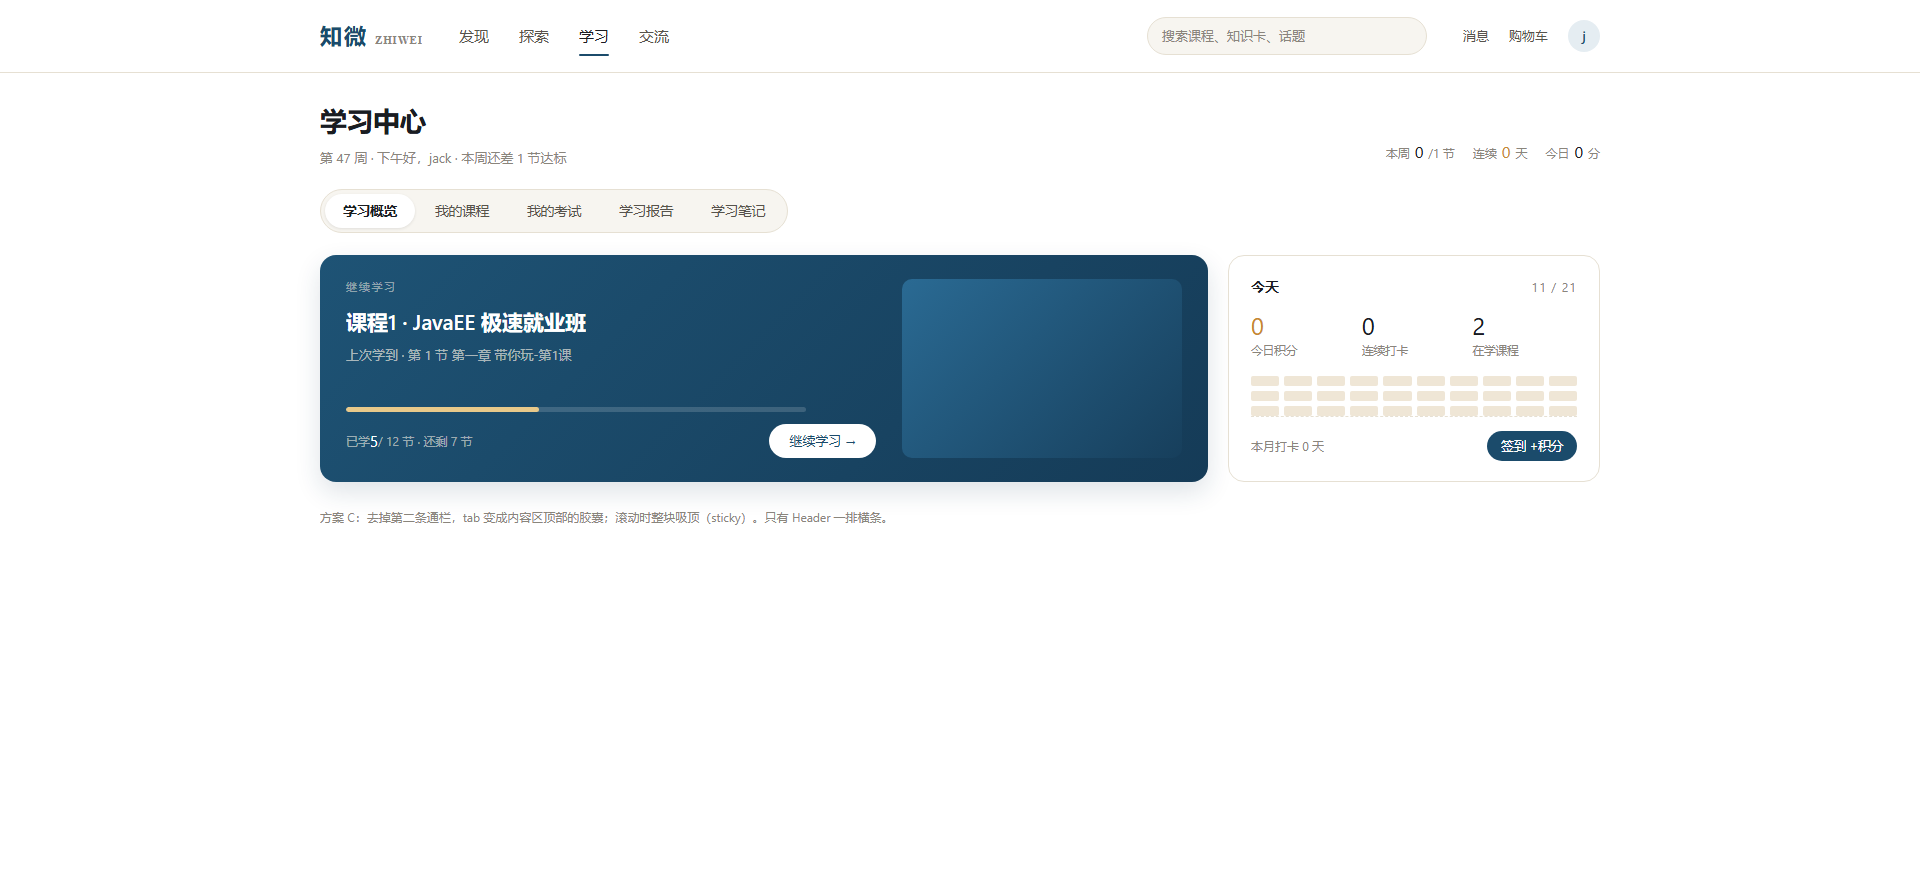 知微 ZHIWEI 发现 探索 学习 交流 搜索课程、知识卡、话题 消息 购物车 j
学习中心
第 47 周 · 下午好，jack · 本周还差 1 节达标
本周 0 /1 节 连续 0 天 今日 0 分
学习概览 我的课程 我的考试 学习报告 学习笔记
继续学习
课程1 · JavaEE 极速就业班
上次学到 · 第 1 节 第一章 带你玩-第1课
已学5/ 12 节 · 还剩 7 节
继续学习 →
今天 11 / 21
0 0 2
今日积分 连续打卡 在学课程
本月打卡 0 天 签到 +积分
方案 C：去掉第二条通栏，tab 变成内容区顶部的胶囊；滚动时整块吸顶（sticky）。只有 Header 一排横条。